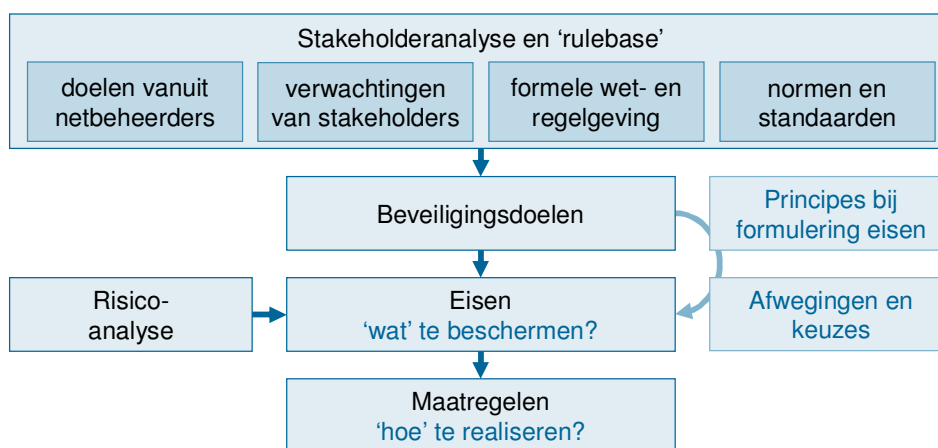 Stakeholderanalyse en ‘rulebase’
doelen vanuit
netbeheerders
verwachtingen
van stakeholders
formele wet- en
regelgeving
normen en
standaarden
Beveiligingsdoelen
Principes bij
formulering eisen
Risico-
analyse
Eisen
‘wat’ te beschermen?
Afwegingen en
keuzes
Maatregelen
‘hoe’ te realiseren?